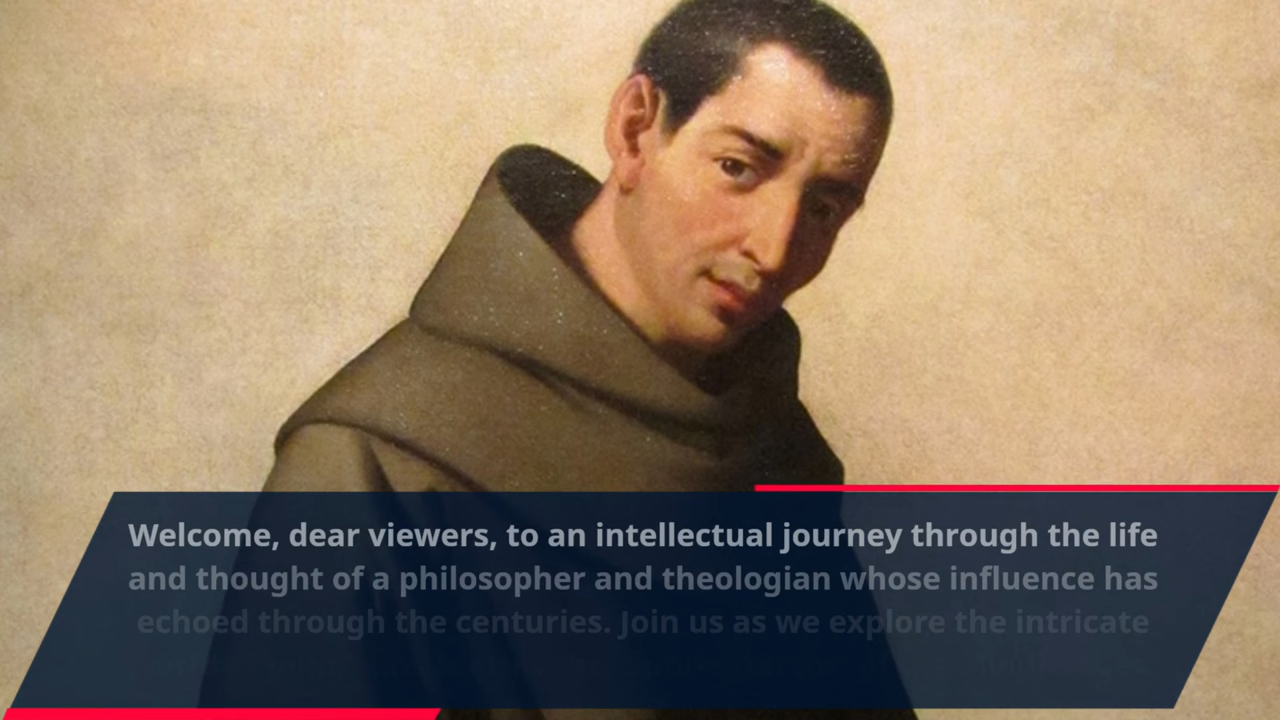 Welcome, dear viewers, to an intellectual journey through the life
and thought of a philosopher and theologian whose influence has
echoed through the centuries. Join us as we explore the intricate